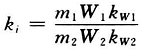 k_i = \frac{m_1 W_1 k_{W1}}{m_2 W_2 k_{W2}}